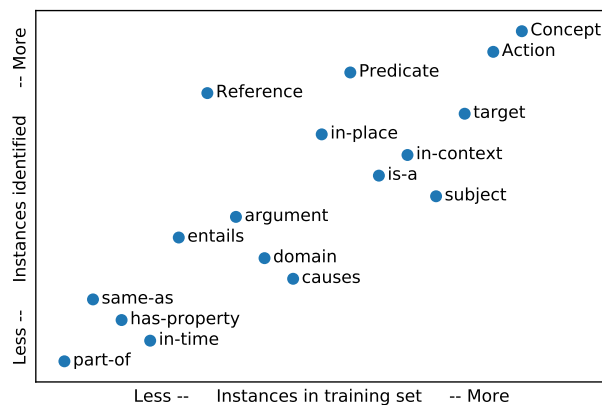 Concept
Action
Predicate
Reference
target
in-place
in-context
is-a
subject
argument
entails
domain
causes
same-as
has-property
in-time
part-of
Less -- Instances identified -- More
Less -- Instances in training set -- More